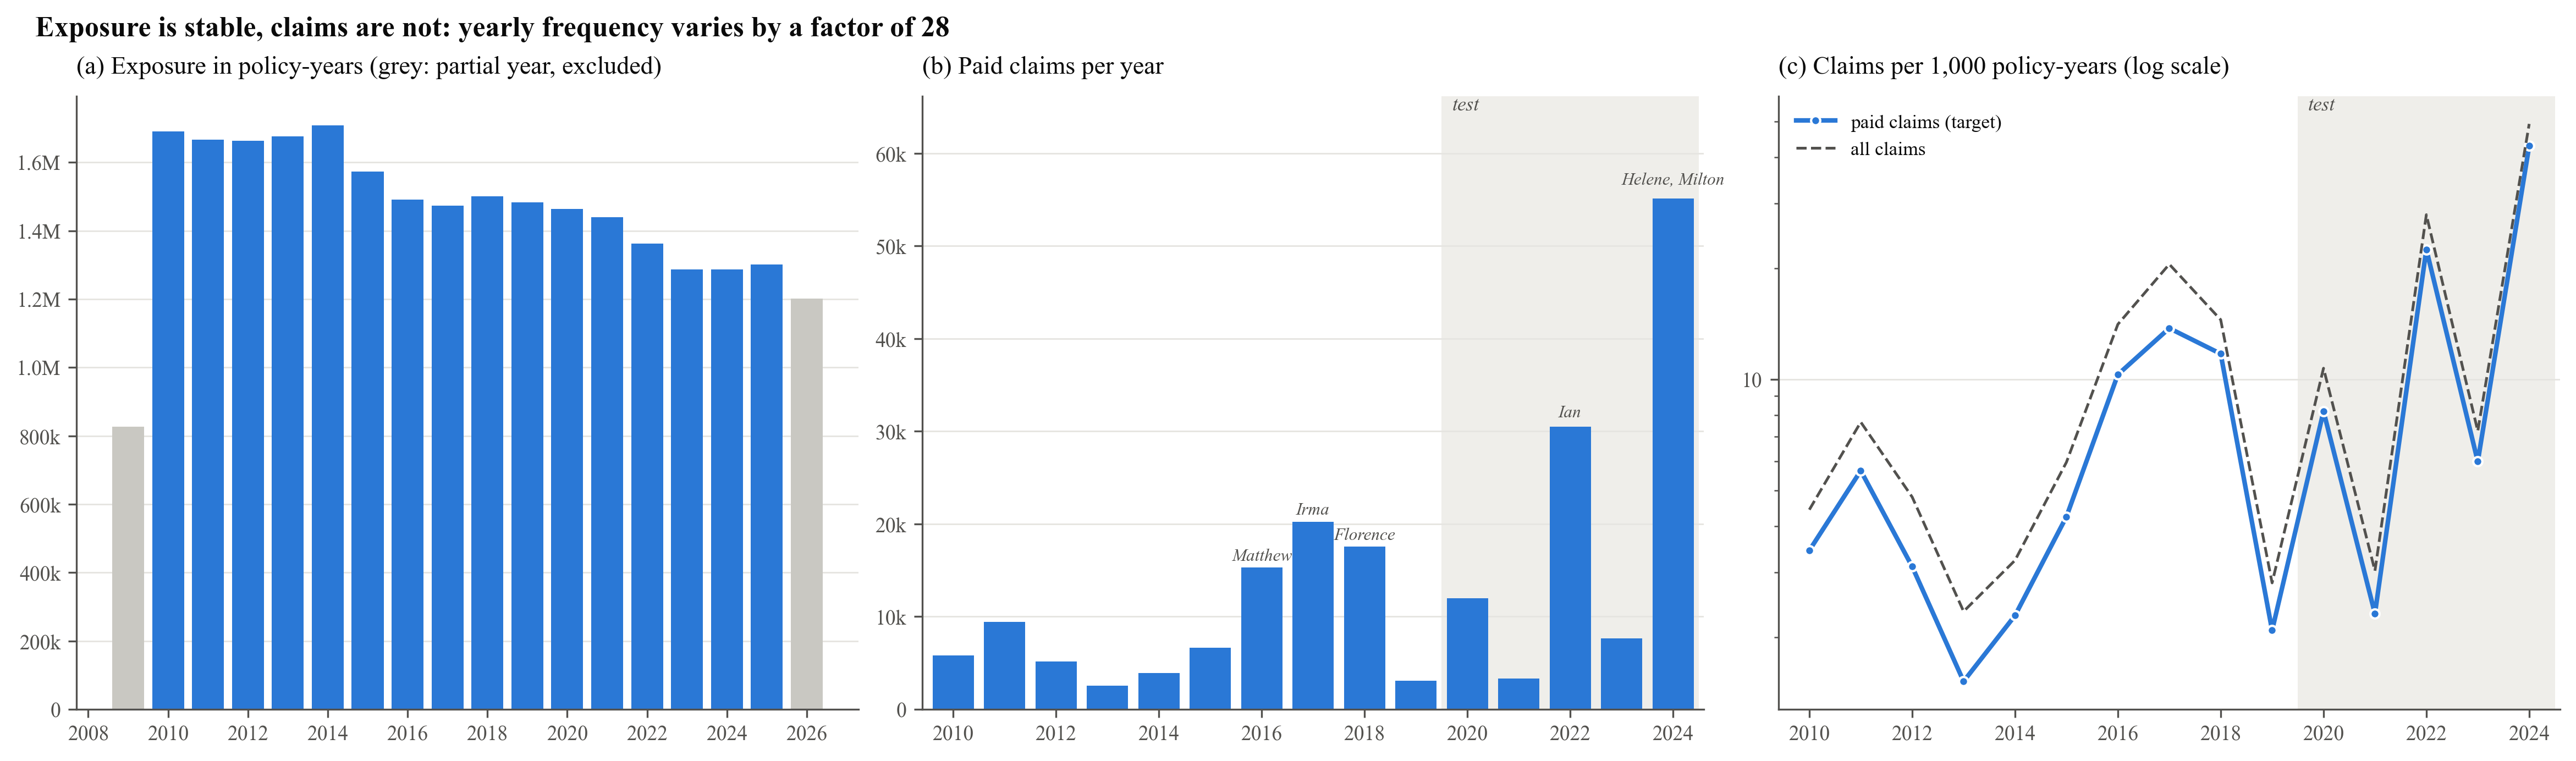 Exposure is stable, claims are not: yearly frequency varies by a factor of 28
(a) Exposure in policy-years (grey: partial year, excluded)
1.6M
1.4M
1.2M
1.0M
800k
600k
400k
200k
0
2008 2010 2012 2014 2016 2018 2020 2022 2024 2026
(b) Paid claims per year
test
60k
Helene, Milton
50k
40k
Ian
30k
Irma
20k
Florence
Matthew
10k
0
2010 2012 2014 2016 2018 2020 2022 2024
(c) Claims per 1,000 policy-years (log scale)
test
paid claims (target)
all claims
10
2010 2012 2014 2016 2018 2020 2022 2024